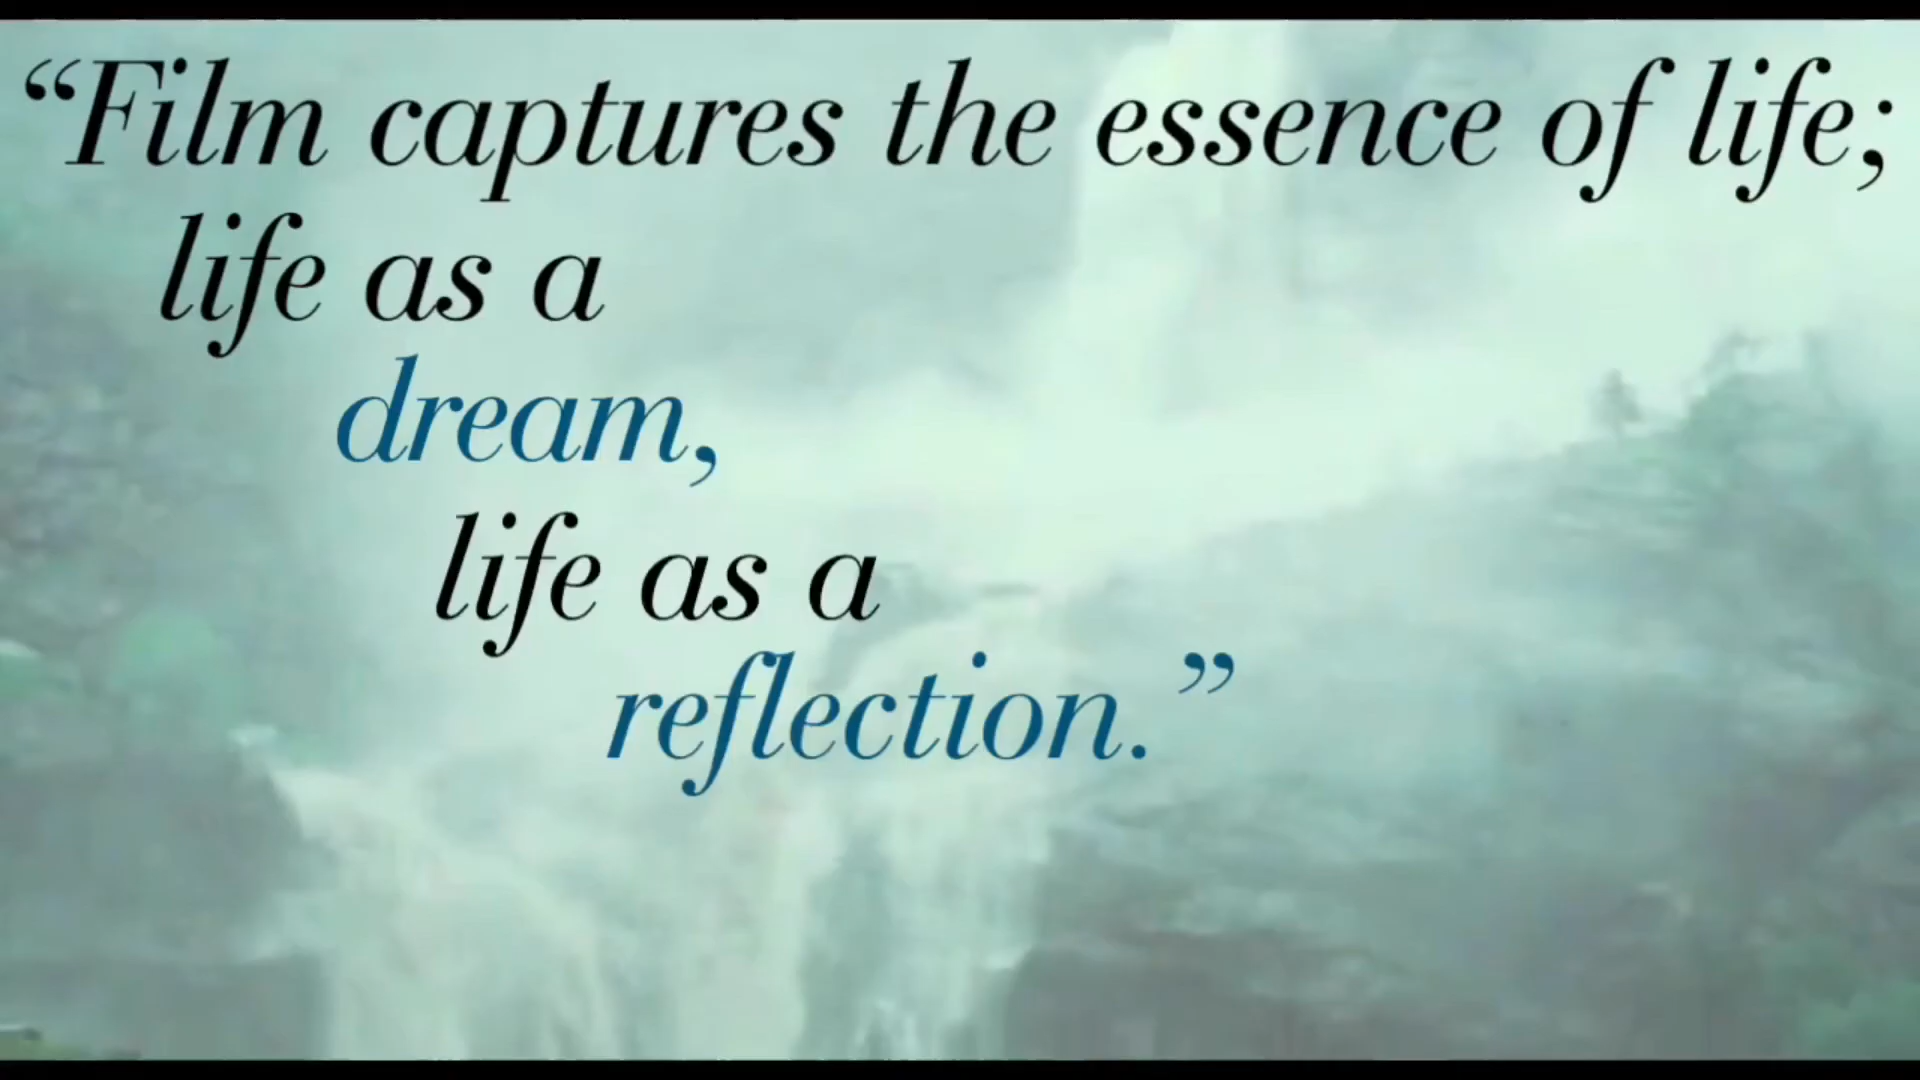 “Film captures the essence of life;
life as a
dream,
life as a
reflection.”